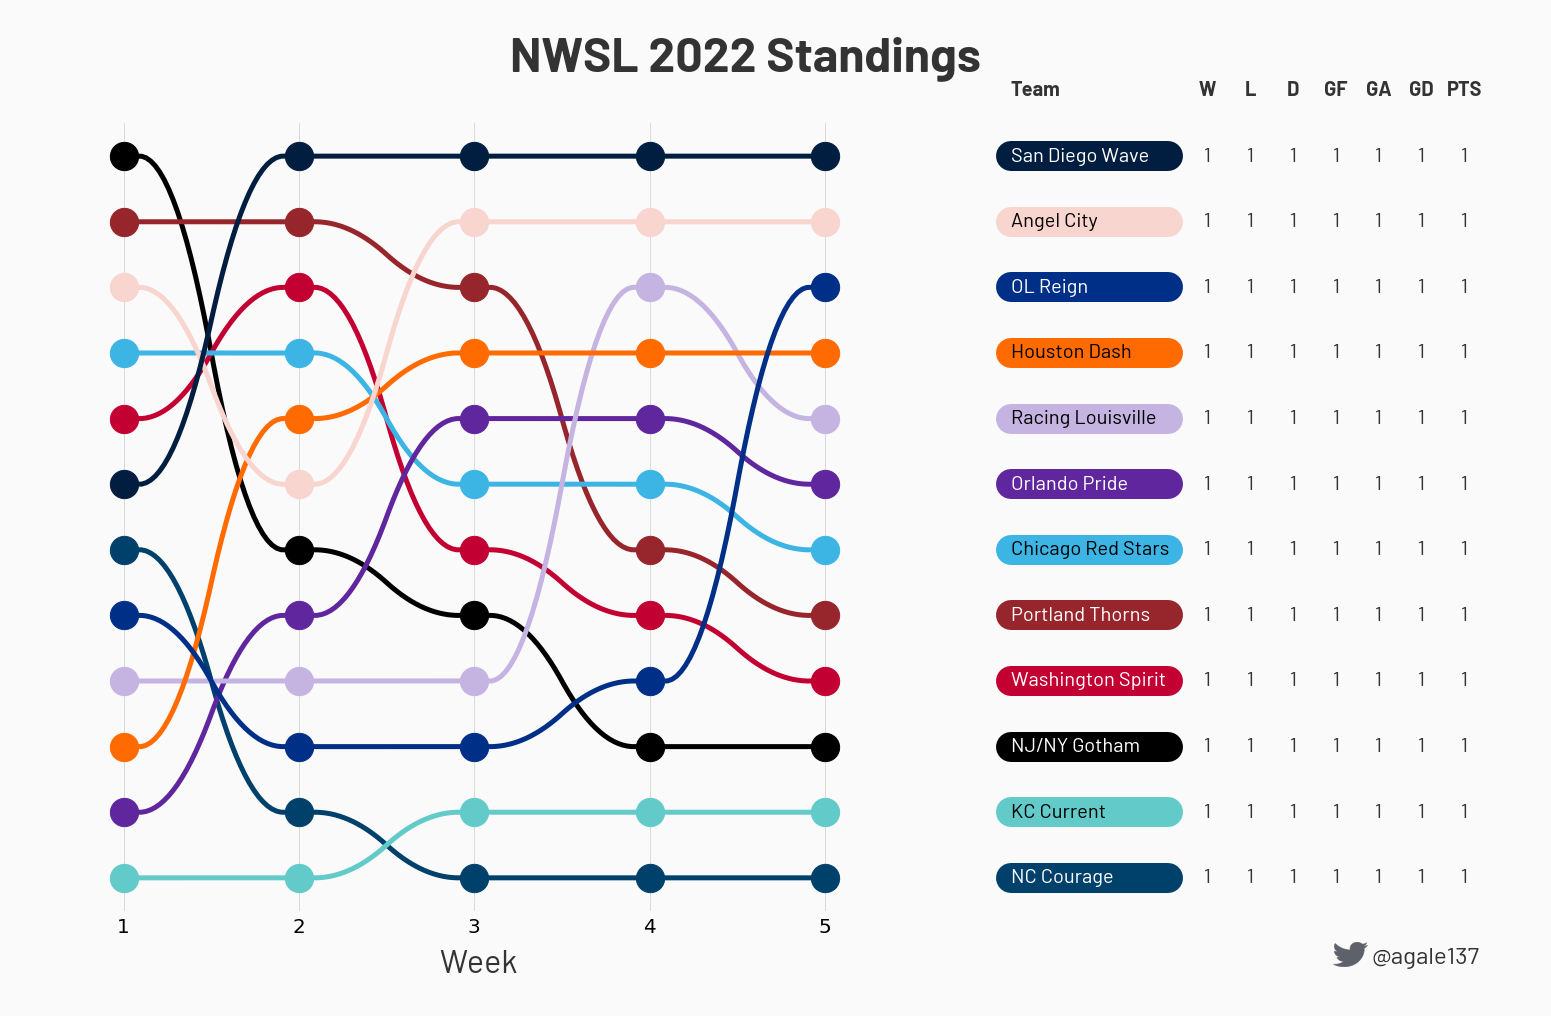 NWSL 2022 Standings
Team W L D GF GA GD PTS
San Diego Wave 1 1 1 1 1 1 1
Angel City 1 1 1 1 1 1 1
OL Reign 1 1 1 1 1 1 1
Houston Dash 1 1 1 1 1 1 1
Racing Louisville 1 1 1 1 1 1 1
Orlando Pride 1 1 1 1 1 1 1
Chicago Red Stars 1 1 1 1 1 1 1
Portland Thorns 1 1 1 1 1 1 1
Washington Spirit 1 1 1 1 1 1 1
NJ/NY Gotham 1 1 1 1 1 1 1
KC Current 1 1 1 1 1 1 1
NC Courage 1 1 1 1 1 1 1
1 2 3 4 5
Week
@agale137